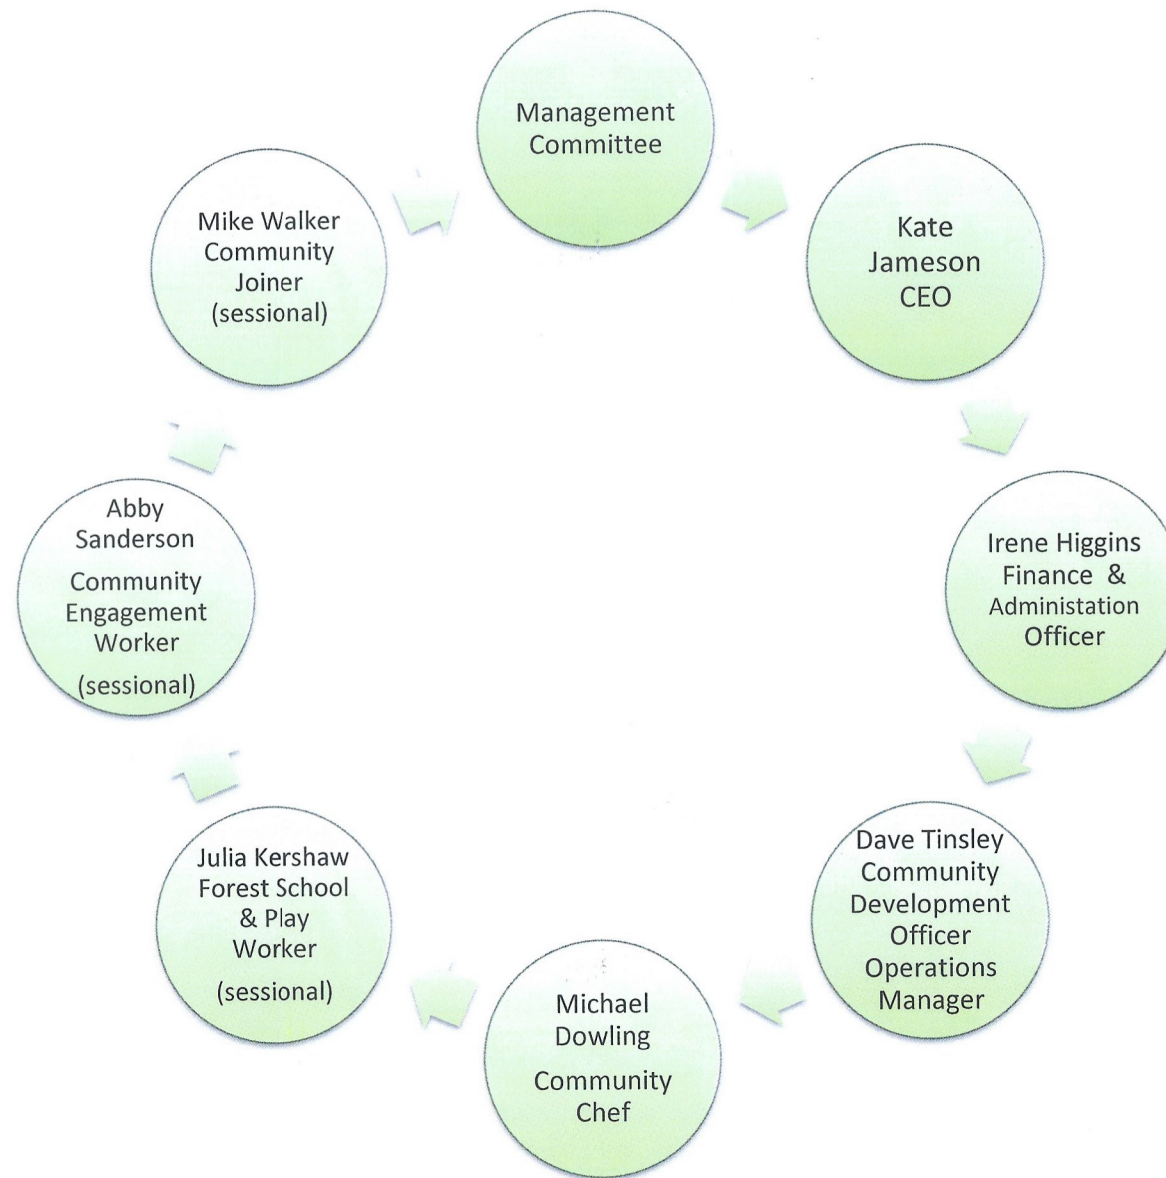 Management
Committee
Kate
Jameson
CEO
Irene Higgins
Finance &
Administation
Officer
Dave Tinsley
Community
Development
Officer
Operations
Manager
Michael
Dowling
Community
Chef
Julia Kershaw
Forest School
& Play
Worker
(sessional)
Abby
Sanderson
Community
Engagement
Worker
(sessional)
Mike Walker
Community
Joiner
(sessional)